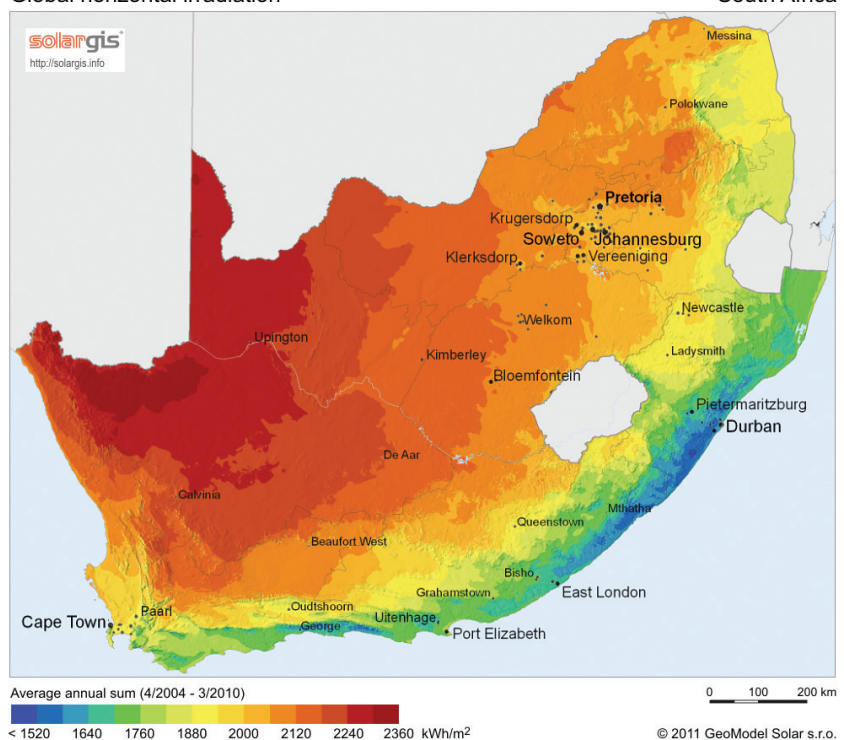 Global horizontal irradiation South Africa
solargis
http://solargis.info
Messina
Polokwane
Pretoria
Krugersdorp
Soweto Johannesburg
Klerksdorp Vereeniging
Newcastle
Welkom
Upington
Kimberley
Ladysmith
Bloemfontein
Pietermaritzburg
Durban
De Aar
Calvinia
Mthatha
Queenstown
Beaufort West
Bisho
East London
Grahamstown
Oudtshoorn
Paarl
Cape Town
Uitenhage
George
Port Elizabeth
Average annual sum (4/2004 - 3/2010)
0 100 200 km
< 1520 1640 1760 1880 2000 2120 2240 2360 kWh/m2
© 2011 GeoModel Solar s.r.o.